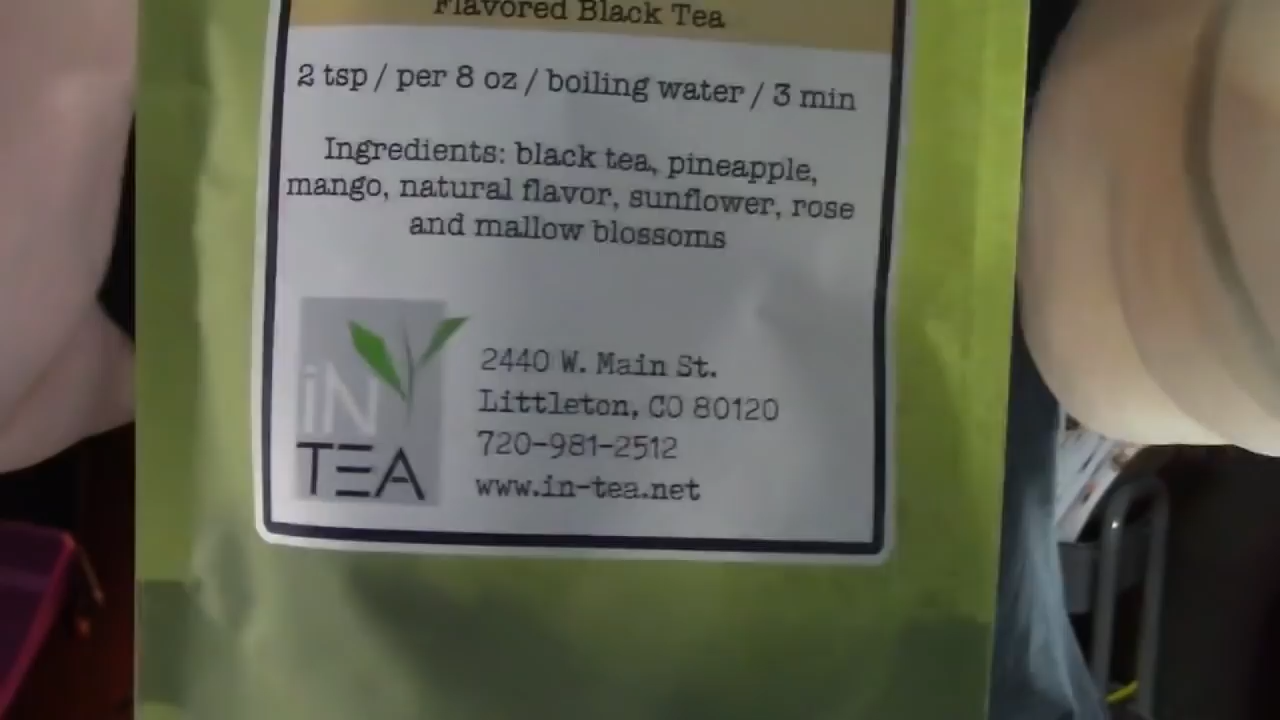 Flavored Black Tea
2 tsp / per 8 oz / boiling water / 3 min
Ingredients: black tea, pineapple,
mango, natural flavor, sunflower, rose
and mallow blossoms
iN
TEA
2440 W. Main St.
Littleton, CO 80120
720-981-2512
www.in-tea.net